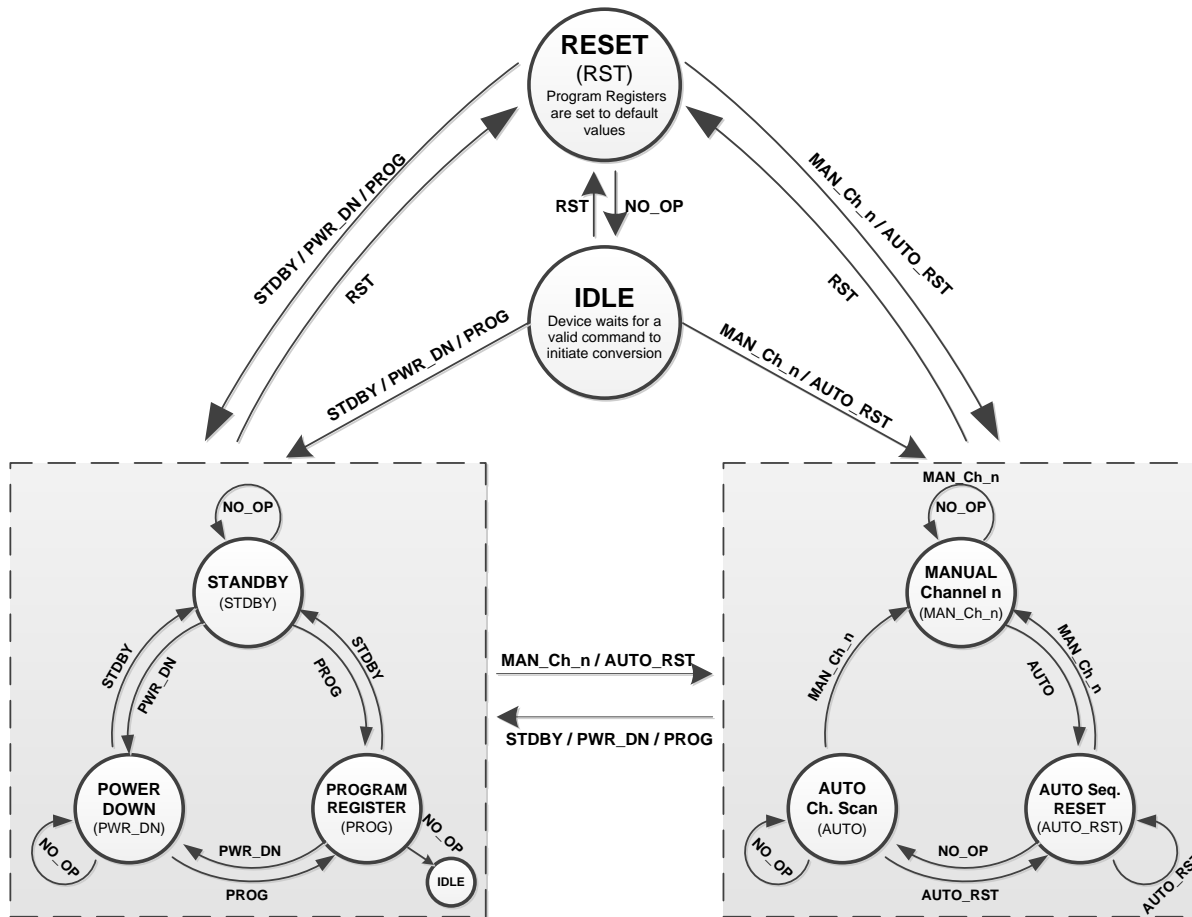 RESET
(RST)
Program Registers
are set to default
values
STDBY / PWR_DN / PROG
RST
RST
NO_OP
MAN_Ch_n / AUTO_RST
RST
IDLE
Device waits for a
valid command to
initiate conversion
STDBY / PWR_DN / PROG
MAN_Ch_n / AUTO_RST
NO_OP
STANDBY
(STDBY)
STDBY
PWR_DN
PROG
STDBY
POWER
DOWN
(PWR_DN)
NO_OP
PROGRAM
REGISTER
(PROG)
NO_OP
PWR_DN
PROG
IDLE
MAN_Ch_n / AUTO_RST
STDBY / PWR_DN / PROG
MAN_Ch_n
NO_OP
MANUAL
Channel n
(MAN_Ch_n)
MAN_Ch_n
AUTO
MAN_Ch_n
AUTO
Ch. Scan
(AUTO)
NO_OP
AUTO Seq.
RESET
(AUTO_RST)
NO_OP
AUTO_RST
AUTO_RST